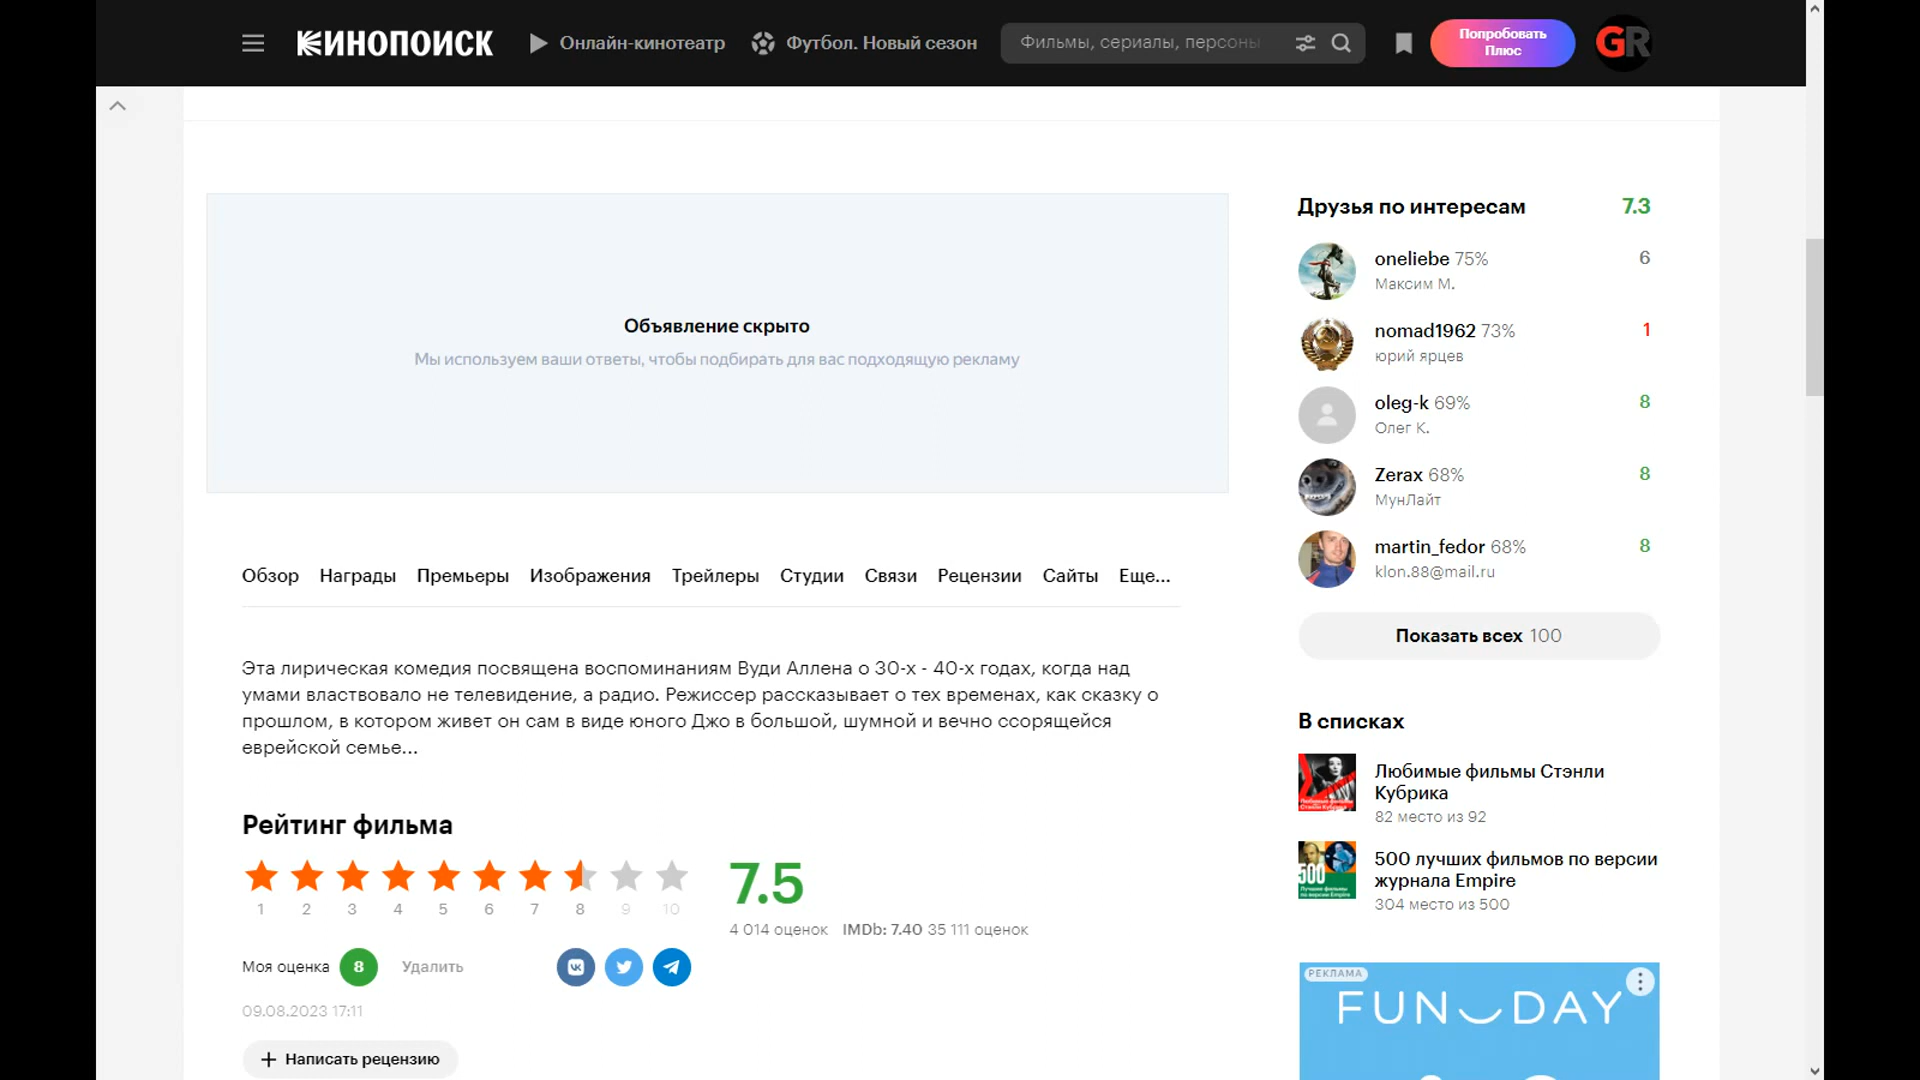 КИНОПОИСК
Онлайн-кинотеатр
Футбол. Новый сезон
Фильмы, сериалы, персоны
Попробовать
Плюс
GR
Объявление скрыто
Мы используем ваши ответы, чтобы подбирать для вас подходящую рекламу
Обзор Награды Премьеры Изображения Трейлеры Студии Связи Рецензии Сайты Еще...
Эта лирическая комедия посвящена воспоминаниям Вуди Аллена о 30-х - 40-х годах, когда над
умами властвовало не телевидение, а радио. Режиссер рассказывает о тех временах, как сказку о
прошлом, в котором живет он сам в виде юного Джо в большой, шумной и вечно ссорящейся
еврейской семье...
Рейтинг фильма
1 2 3 4 5 6 7 8 9 10
7.5
4 014 оценок IMDb: 7.40 35 111 оценок
Моя оценка 8 Удалить
09.08.2023 17:11
+ Написать рецензию
Друзья по интересам 7.3
oneliebe 75% 6
Максим М.
nomad1962 73% 1
юрий ярцев
oleg-k 69% 8
Олег К.
Zerax 68% 8
МунЛайт
martin_fedor 68% 8
klon.88@mail.ru
Показать всех 100
В списках
Любимые фильмы Стэнли
Кубрика
82 место из 92
500
500 лучших фильмов по версии
журнала Empire
304 место из 500
РЕКЛАМА
FUN DAY